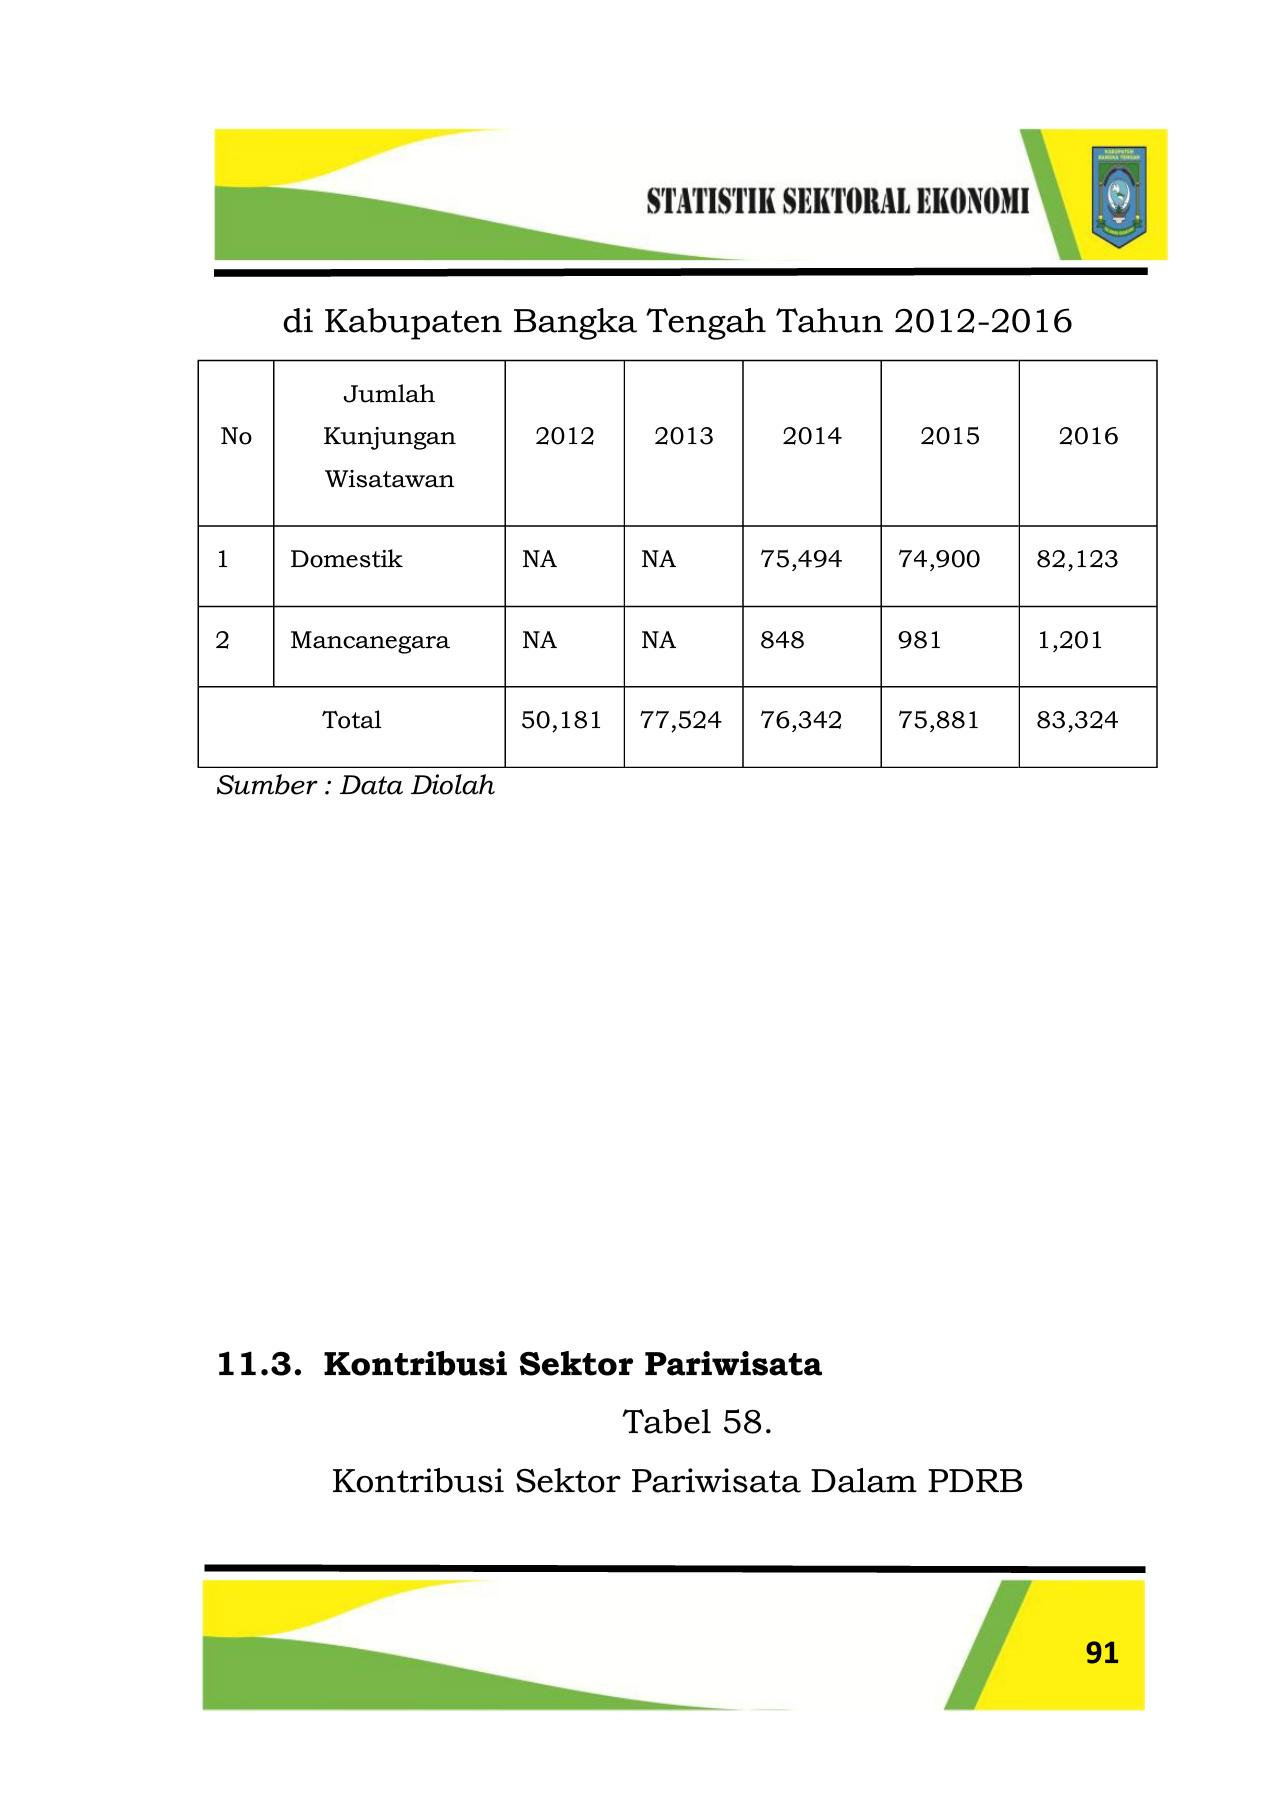 STATISTIK SEKTORAL EKONOMI
KABUPATEN
BANGKA TENGAH
di Kabupaten Bangka Tengah Tahun 2012-2016
No Jumlah Kunjungan Wisatawan 2012 2013 2014 2015 2016
1 Domestik NA NA 75,494 74,900 82,123
2 Mancanegara NA NA 848 981 1,201
Total 50,181 77,524 76,342 75,881 83,324
Sumber : Data Diolah
11.3. Kontribusi Sektor Pariwisata
Tabel 58.
Kontribusi Sektor Pariwisata Dalam PDRB
91